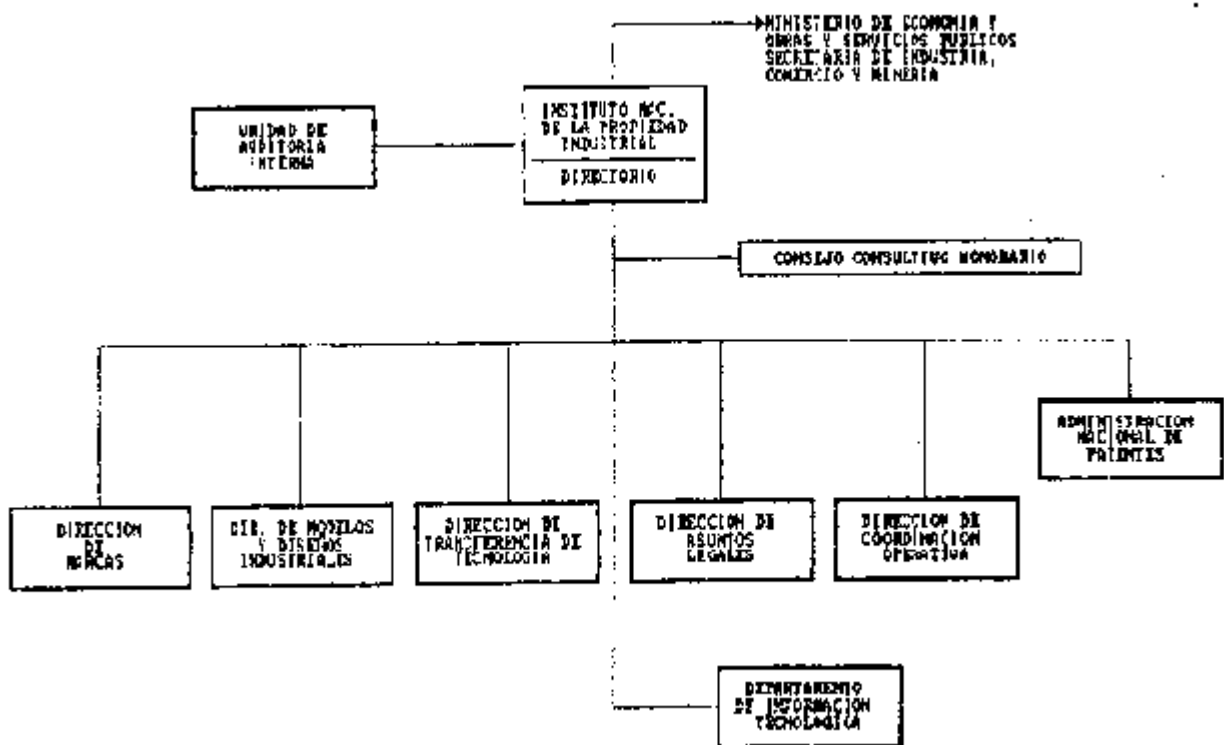 MINISTERIO DE ECONOMIA Y
OBRAS Y SERVICIOS PUBLICOS
SECRETARIA DE INDUSTRIA,
COMERCIO Y MINERIA
INSTITUTO NAC.
DE LA PROPIEDAD
INDUSTRIAL
DIRECTORIO
UNIDAD DE
AUDITORIA
INTERNA
CONSEJO CONSULTIVO HONORARIO
ADMINISTRACION
NACIONAL DE
PATENTES
DIRECCION
DE
MARCAS
DIR. DE MODELOS
Y DISEÑOS
INDUSTRIALES
DIRECCION DE
TRANSFERENCIA DE
TECNOLOGIA
DIRECCION DE
ASUNTOS
LEGALES
DIRECCION DE
COORDINACION
OPERATIVA
DEPARTAMENTO
DE INFORMACION
TECNOLOGICA